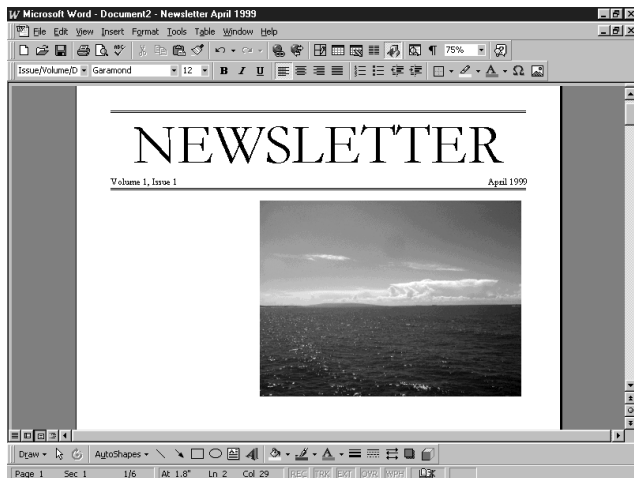 Microsoft Word - Document2 - Newsletter April 1999
File Edit View Insert Format Tools Table Window Help
ABC ¶ 75%
Issue/Volume/D Garamond 12 B I U Ω
NEWSLETTER
Volume 1, Issue 1 April 1999
Draw AutoShapes A
Page 1 Sec 1 1/6 At 1.8" Ln 2 Col 29 REC TRK EXT OVR WPH